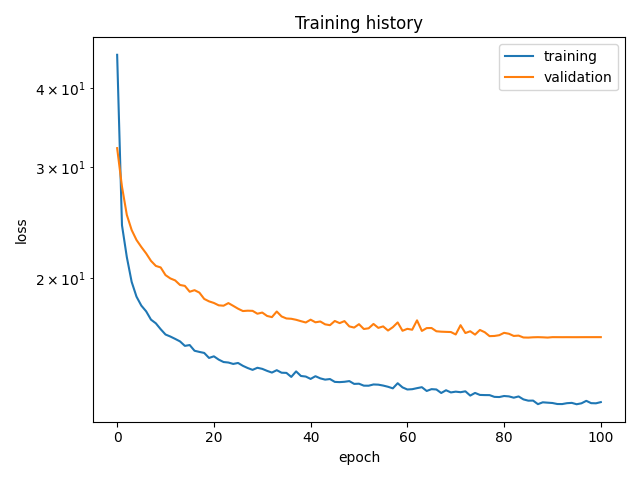 Training history
training
validation
4 × 10¹
3 × 10¹
2 × 10¹
loss
0
20
40
60
80
100
epoch